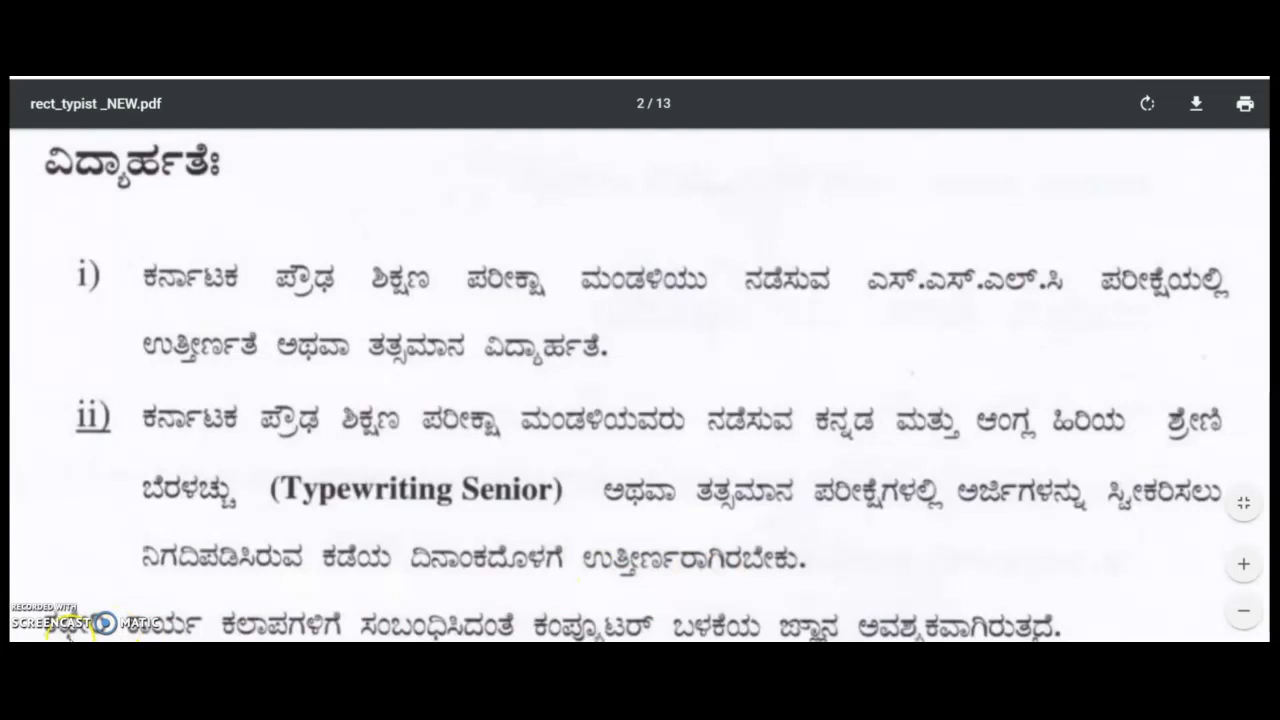 rect_typist _NEW.pdf 2 / 13
ವಿದ್ಯಾರ್ಹತೆಃ
i) ಕರ್ನಾಟಕ ಪ್ರೌಢ ಶಿಕ್ಷಣ ಪರೀಕ್ಷಾ ಮಂಡಳಿಯು ನಡೆಸುವ ಎಸ್.ಎಸ್.ಎಲ್.ಸಿ ಪರೀಕ್ಷೆಯಲ್ಲಿ
ಉತ್ತೀರ್ಣತೆ ಅಥವಾ ತತ್ಸಮಾನ ವಿದ್ಯಾರ್ಹತೆ.
ii) ಕರ್ನಾಟಕ ಪ್ರೌಢ ಶಿಕ್ಷಣ ಪರೀಕ್ಷಾ ಮಂಡಳಿಯವರು ನಡೆಸುವ ಕನ್ನಡ ಮತ್ತು ಆಂಗ್ಲ ಹಿರಿಯ ಶ್ರೇಣಿ
ಬೆರಳಚ್ಚು (Typewriting Senior) ಅಥವಾ ತತ್ಸಮಾನ ಪರೀಕ್ಷೆಗಳಲ್ಲಿ ಅರ್ಜಿಗಳನ್ನು ಸ್ವೀಕರಿಸಲು
ನಿಗದಿಪಡಿಸಿರುವ ಕಡೆಯ ದಿನಾಂಕದೊಳಗೆ ಉತ್ತೀರ್ಣರಾಗಿರಬೇಕು.
RECORDED WITH
SCREENCAST MATIC
ಕಲಾಪಗಳಿಗೆ ಸಂಬಂಧಿಸಿದಂತೆ ಕಂಪ್ಯೂಟರ್ ಬಳಕೆಯ ಜ್ಞಾನ ಅವಶ್ಯಕವಾಗಿರುತ್ತದೆ.